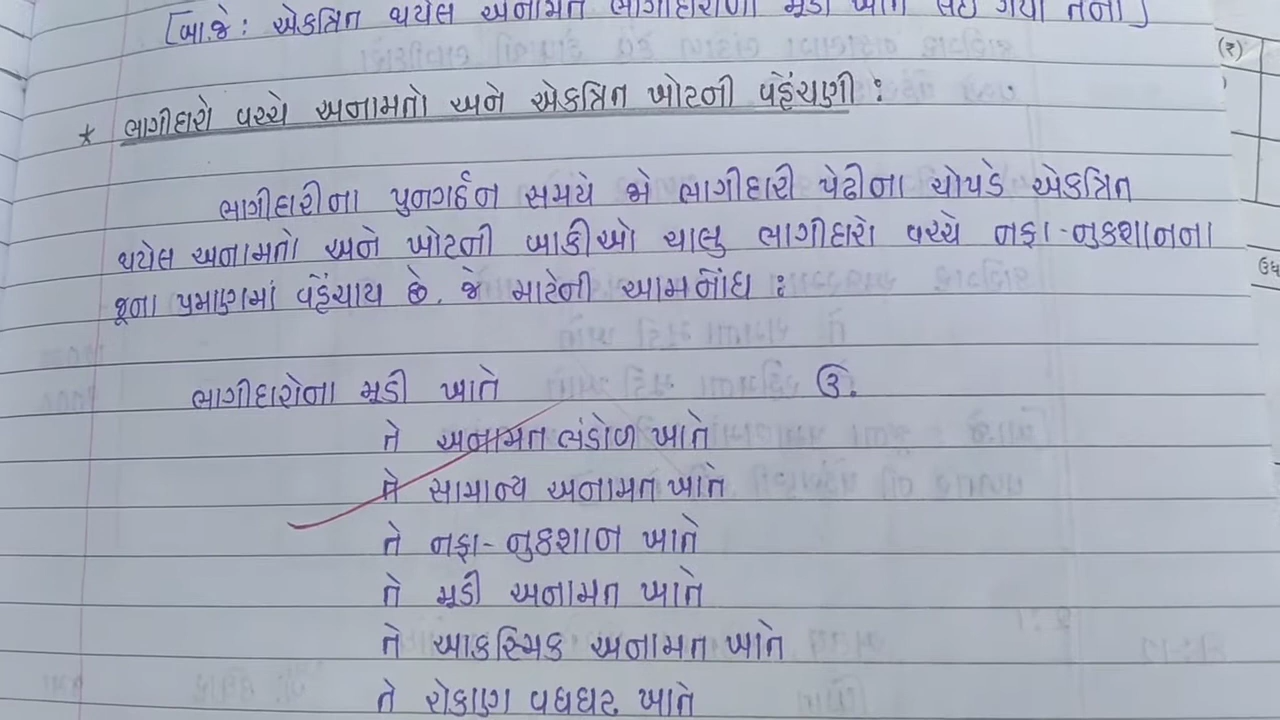 [બા.જે : એકત્રિત થયેલ અનામત ભાગીદારોના મૂડી ખાતે લઈ ગયા તેના]
(₹)
* ભાગીદારો વચ્ચે અનામતો અને એકત્રિત ખોટની વહેંચણી :
ભાગીદારીના પુનર્ગઠન સમયે જો ભાગીદારી પેઢીના ચોપડે એકત્રિત
થયેલ અનામતો અને ખોટની બાકીઓ ચાલુ ભાગીદારો વચ્ચે નફા-નુકશાનના
જૂના પ્રમાણમાં વહેંચાય છે. જે માટેની આમનોંધ :
ભાગીદારોના મૂડી ખાતે ઉ.
તે અનામત ભંડોળ ખાતે
તે સામાન્ય અનામત ખાતે
તે નફા-નુકશાન ખાતે
તે મૂડી અનામત ખાતે
તે આકસ્મિક અનામત ખાતે
તે રોકાણ વધઘટ ખાતે